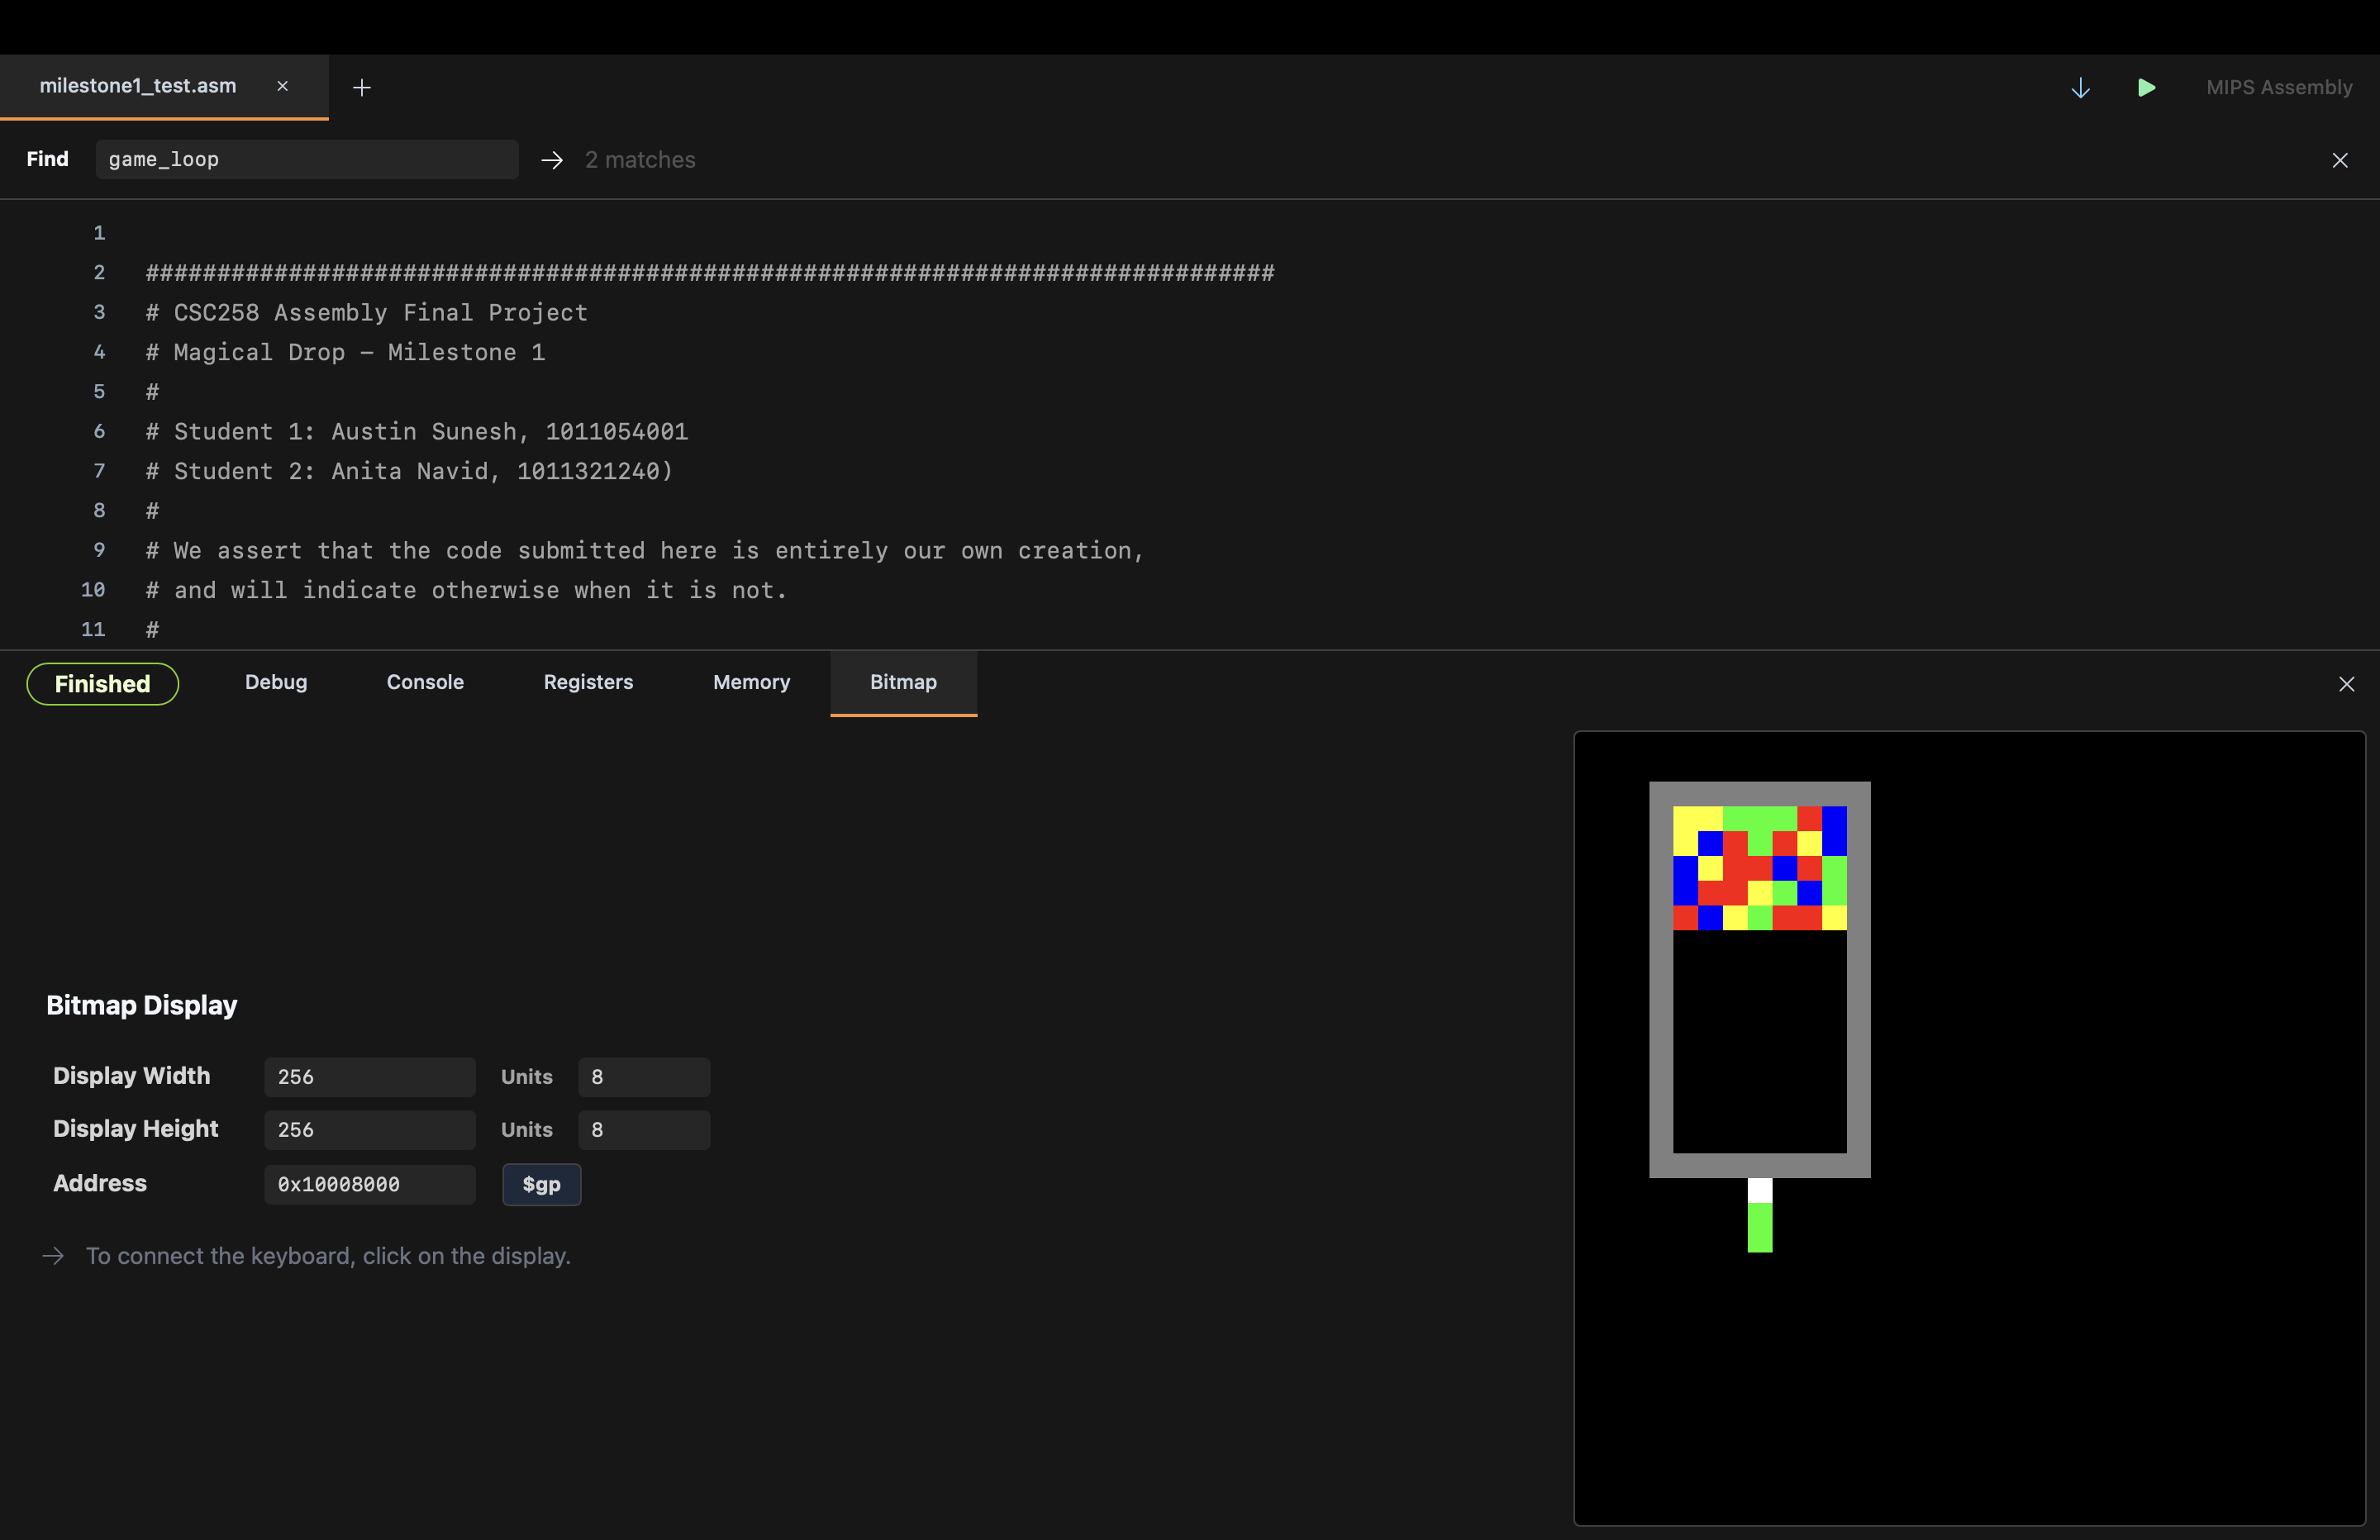 milestone1_test.asm × +
MIPS Assembly
Find game_loop → 2 matches
1
2 ###############################################################################
3 # CSC258 Assembly Final Project
4 # Magical Drop – Milestone 1
5 #
6 # Student 1: Austin Sunesh, 1011054001
7 # Student 2: Anita Navid, 1011321240)
8 #
9 # We assert that the code submitted here is entirely our own creation,
10 # and will indicate otherwise when it is not.
11 #
Finished Debug Console Registers Memory Bitmap
Bitmap Display
Display Width 256 Units 8
Display Height 256 Units 8
Address 0x10008000 $gp
→ To connect the keyboard, click on the display.